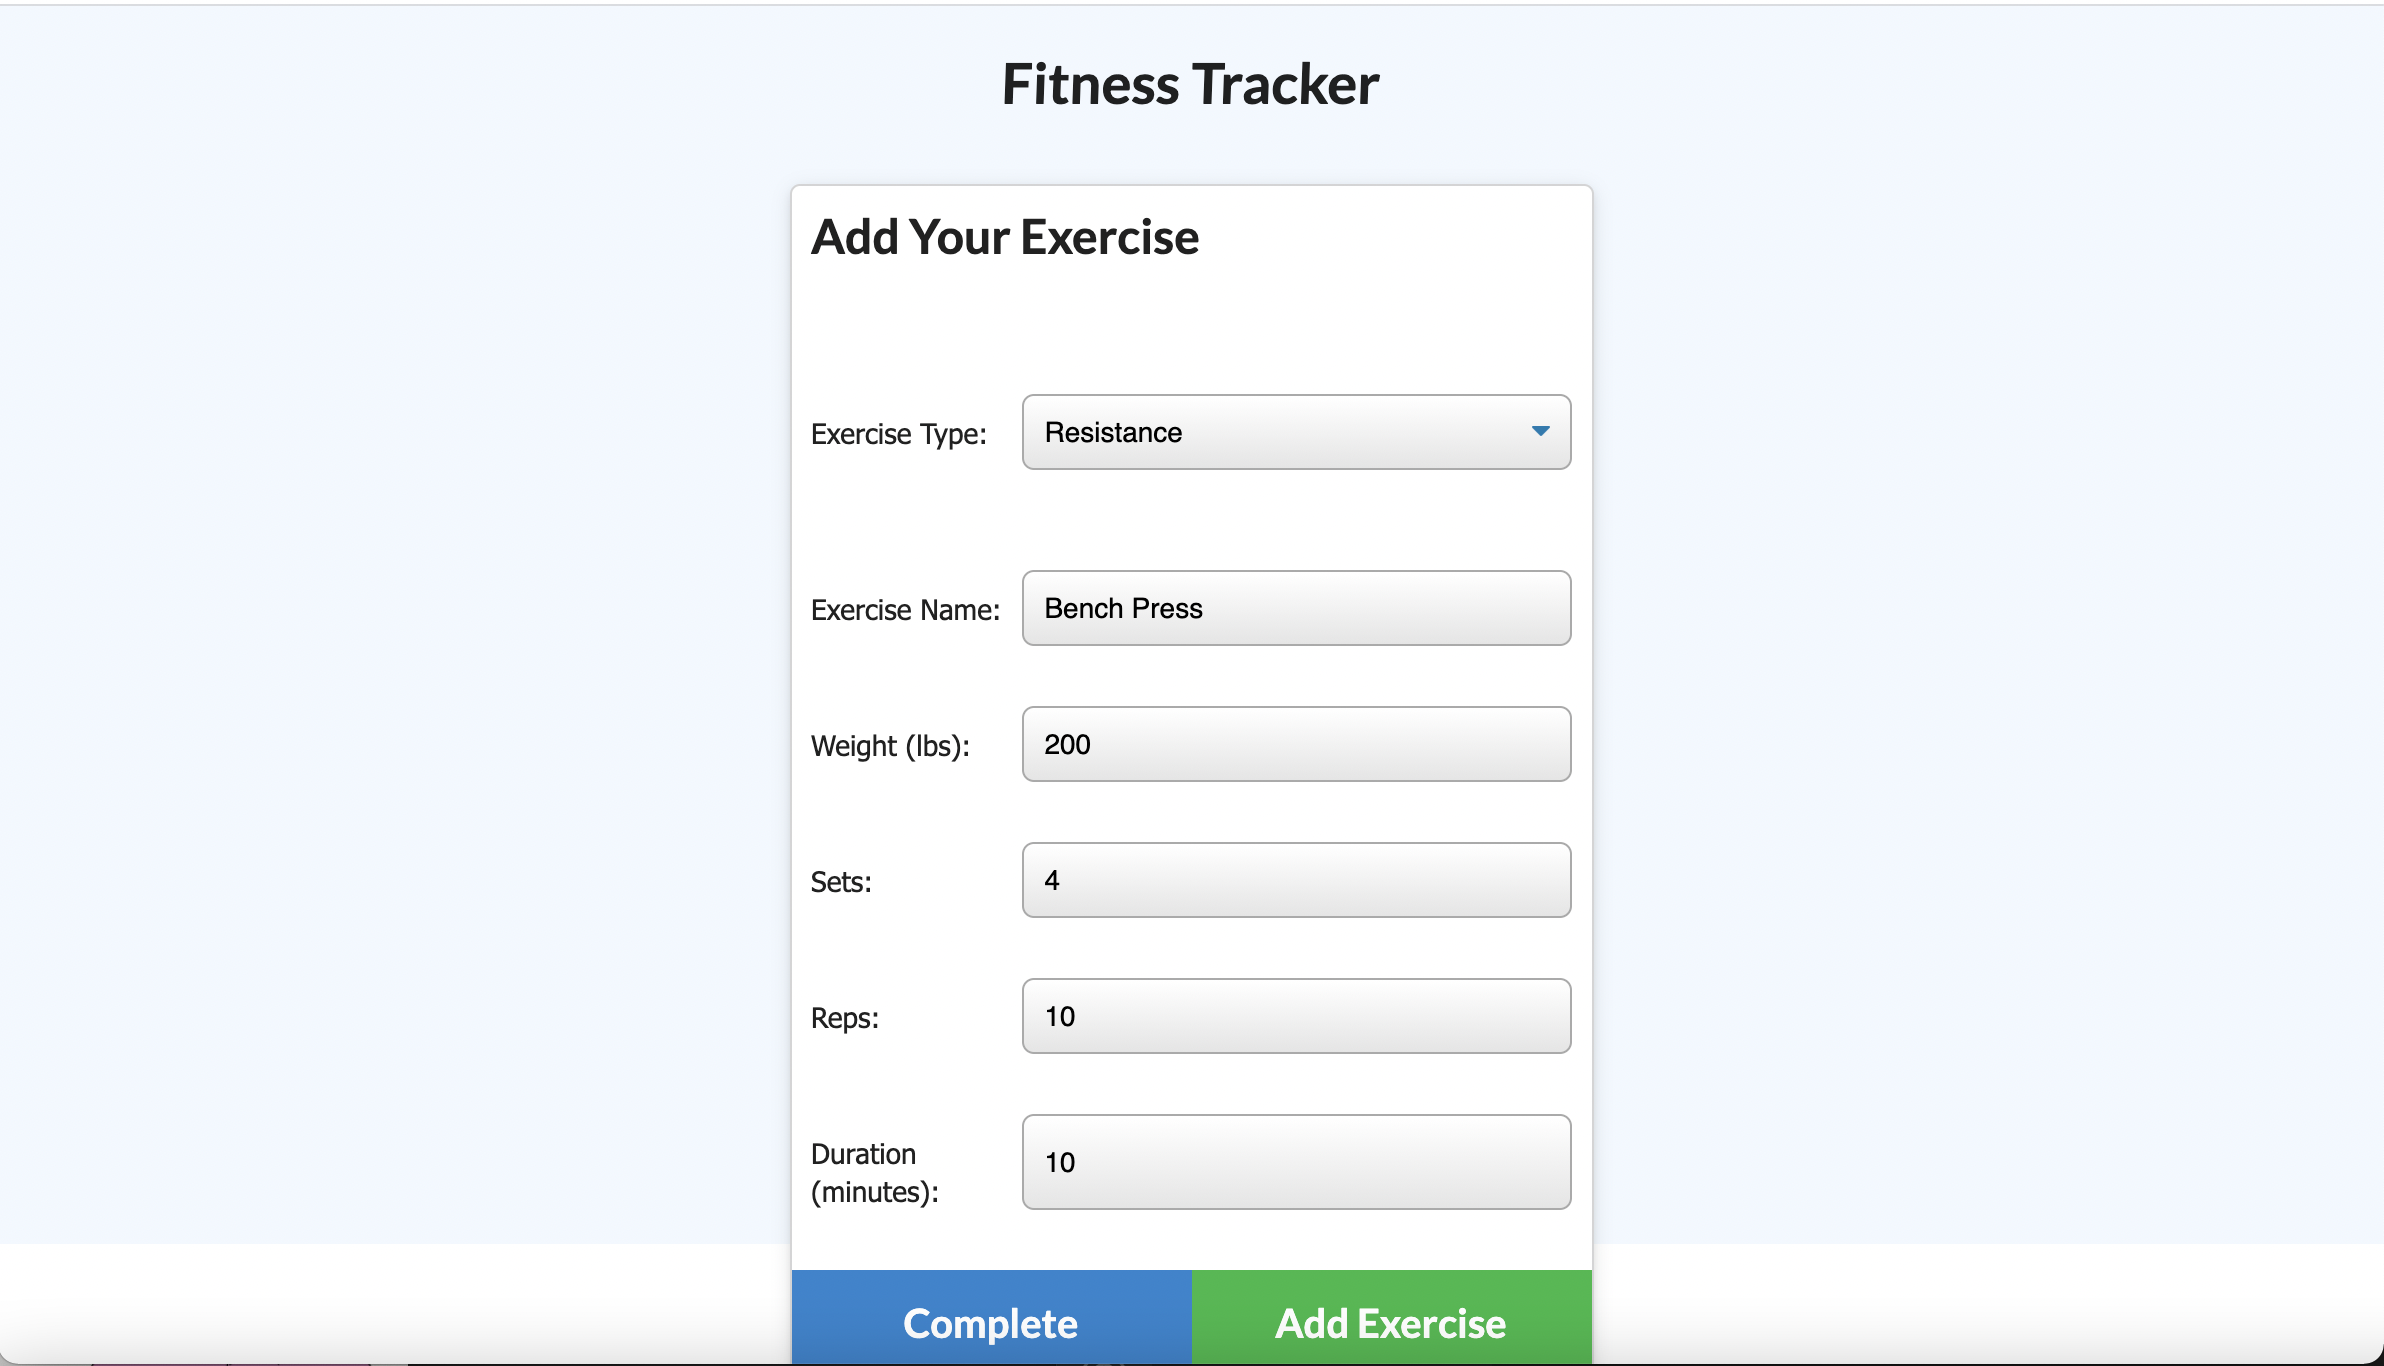 Fitness Tracker
Add Your Exercise
Exercise Type: Resistance
Exercise Name: Bench Press
Weight (lbs): 200
Sets: 4
Reps: 10
Duration
(minutes): 10
Complete Add Exercise